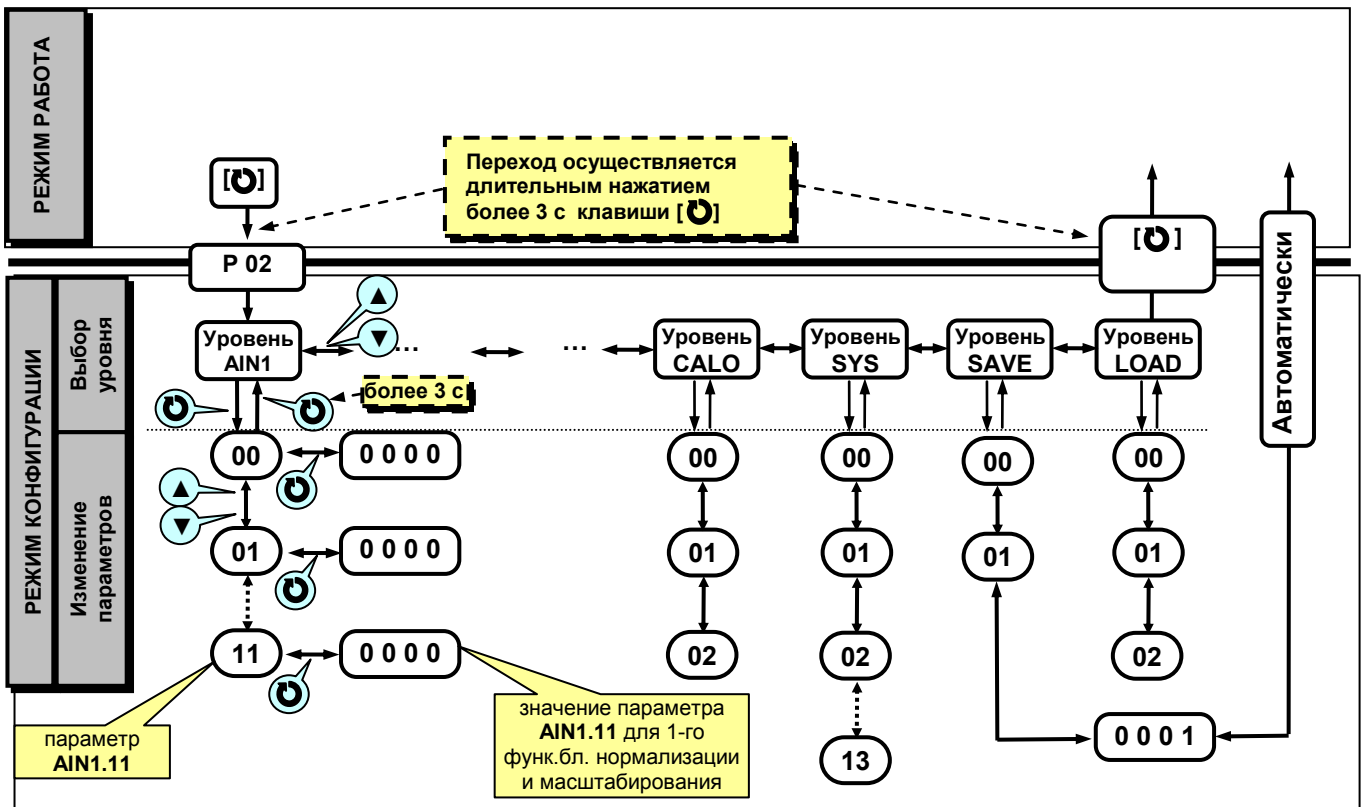 РЕЖИМ РАБОТА
[↻]
Переход осуществляется
длительным нажатием
более 3 с клавиши [↻]
[↻]
P 02
Автоматически
РЕЖИМ КОНФИГУРАЦИИ
Выбор
уровня
Уровень
AIN1
▲
▼
...
...
Уровень
CALO
Уровень
SYS
Уровень
SAVE
Уровень
LOAD
↻
↻
более 3 с
Изменение
параметров
00
↻
0 0 0 0
00
00
00
00
▲
▼
01
↻
0 0 0 0
01
01
01
01
11
↻
0 0 0 0
02
02
02
параметр
AIN1.11
значение параметра
AIN1.11 для 1-го
функ.бл. нормализации
и масштабирования
13
0 0 0 1